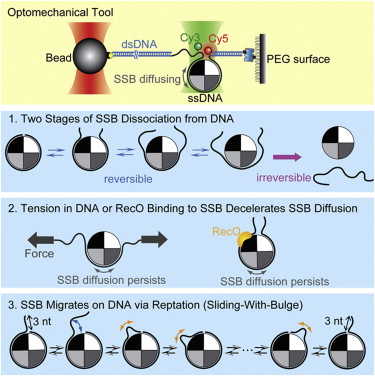 Optomechanical Tool
Cy3
Cy5
dsDNA
Bead
PEG surface
SSB diffusing
ssDNA
1. Two Stages of SSB Dissociation from DNA
reversible
irreversible
2. Tension in DNA or RecO Binding to SSB Decelerates SSB Diffusion
RecO
Force
SSB diffusion persists
SSB diffusion persists
3. SSB Migrates on DNA via Reptation (Sliding-With-Bulge)
3 nt
3 nt
...